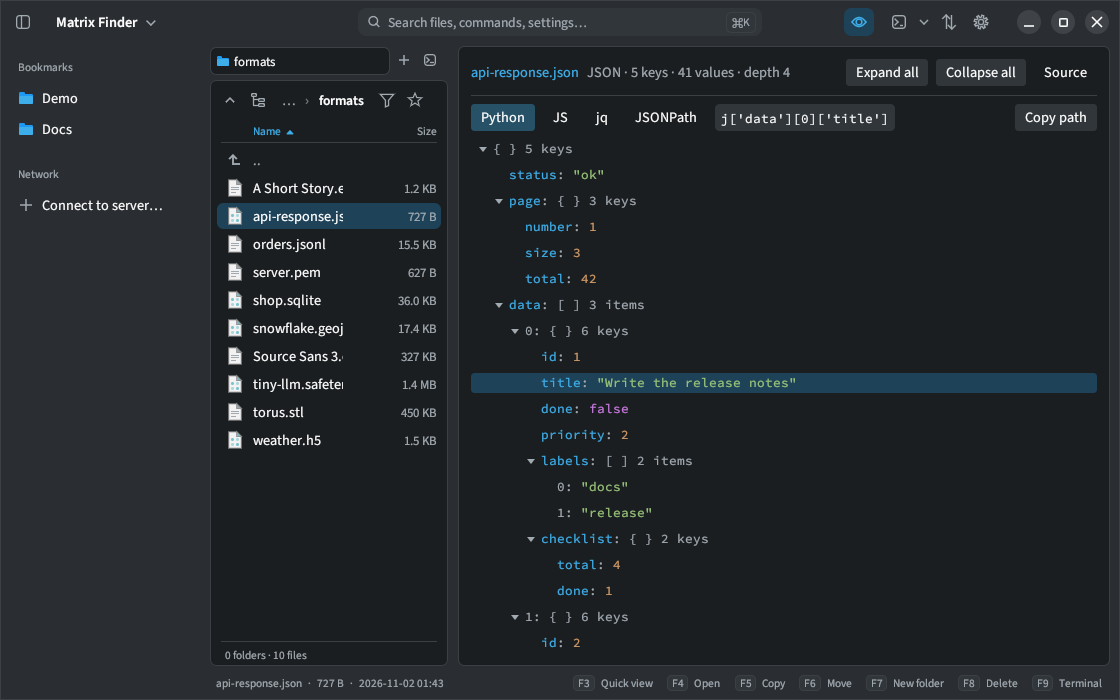 Matrix Finder
Search files, commands, settings… ⌘K
Bookmarks
Demo
Docs
Network
Connect to server…
formats
… › formats
Name Size
..
A Short Story.e 1.2 KB
api-response.js 727 B
orders.jsonl 15.5 KB
server.pem 627 B
shop.sqlite 36.0 KB
snowflake.geoj 17.4 KB
Source Sans 3. 327 KB
tiny-llm.safeter 1.4 MB
torus.stl 450 KB
weather.h5 1.5 KB
0 folders · 10 files
api-response.json JSON · 5 keys · 41 values · depth 4 Expand all Collapse all Source
Python JS jq JSONPath j['data'][0]['title'] Copy path
{ } 5 keys
status: "ok"
page: { } 3 keys
number: 1
size: 3
total: 42
data: [ ] 3 items
0: { } 6 keys
id: 1
title: "Write the release notes"
done: false
priority: 2
labels: [ ] 2 items
0: "docs"
1: "release"
checklist: { } 2 keys
total: 4
done: 1
1: { } 6 keys
id: 2
api-response.json · 727 B · 2026-11-02 01:43 F3 Quick view F4 Open F5 Copy F6 Move F7 New folder F8 Delete F9 Terminal